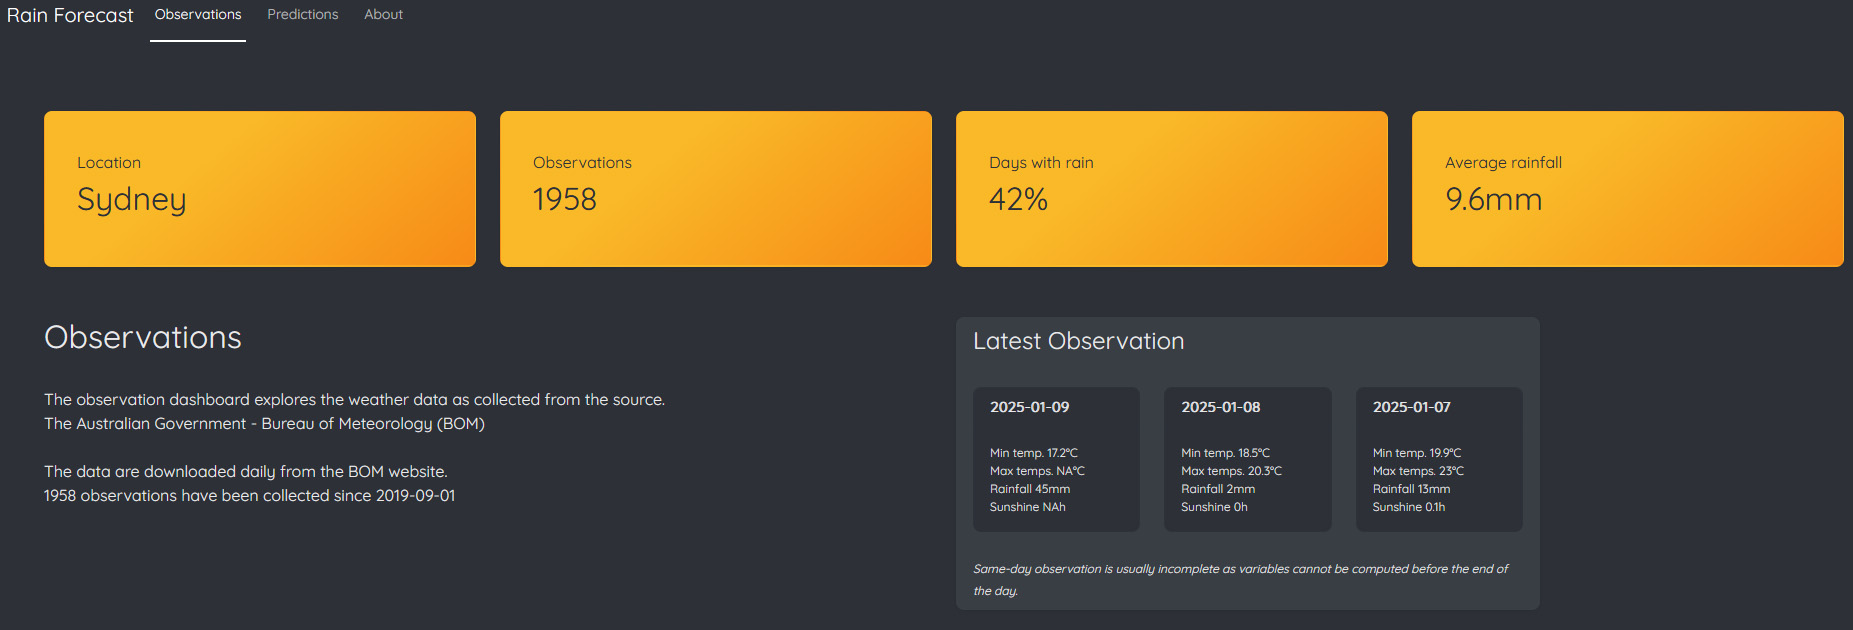 Rain Forecast Observations Predictions About
Location
Sydney
Observations
1958
Days with rain
42%
Average rainfall
9.6mm
Observations
The observation dashboard explores the weather data as collected from the source.
The Australian Government - Bureau of Meteorology (BOM)
The data are downloaded daily from the BOM website.
1958 observations have been collected since 2019-09-01
Latest Observation
2025-01-09
Min temp. 17.2°C
Max temps. NA°C
Rainfall 45mm
Sunshine NAh
2025-01-08
Min temp. 18.5°C
Max temps. 20.3°C
Rainfall 2mm
Sunshine 0h
2025-01-07
Min temp. 19.9°C
Max temps. 23°C
Rainfall 13mm
Sunshine 0.1h
Same-day observation is usually incomplete as variables cannot be computed before the end of
the day.